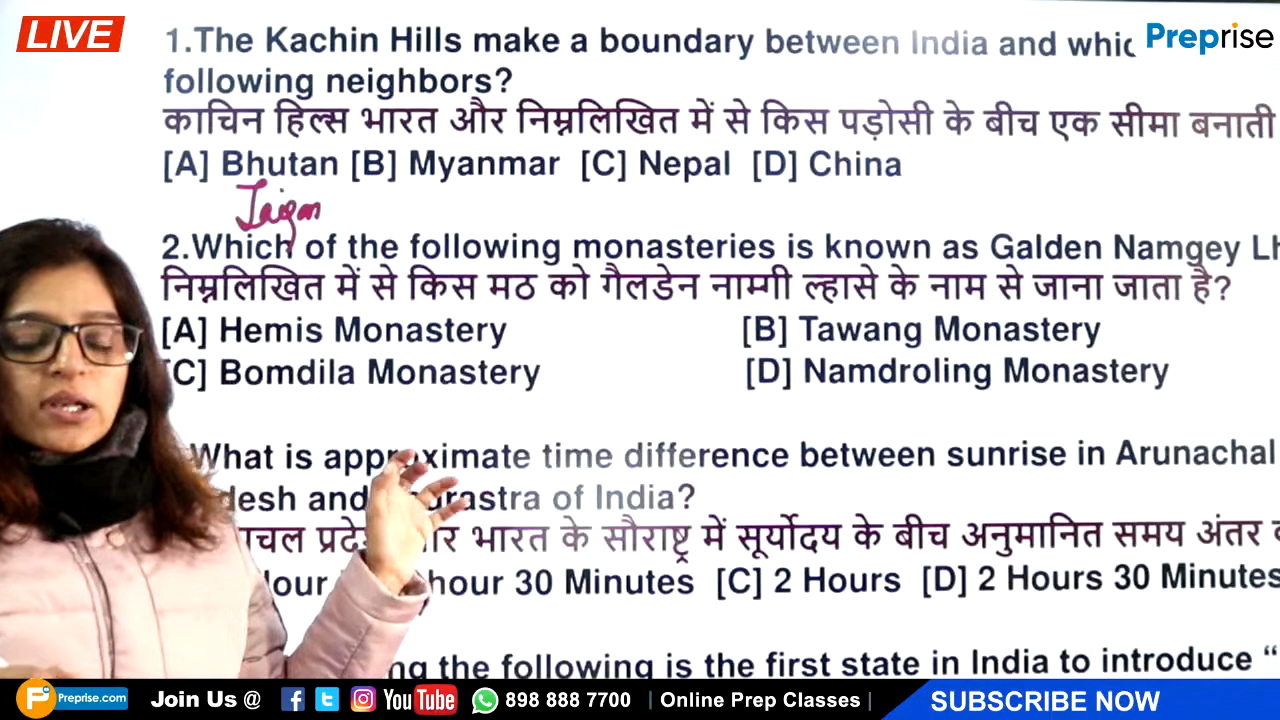 LIVE
Preprise
1.The Kachin Hills make a boundary between India and whic
following neighbors?
काचिन हिल्स भारत और निम्नलिखित में से किस पड़ोसी के बीच एक सीमा बनाती
[A] Bhutan [B] Myanmar [C] Nepal [D] China
2.Which of the following monasteries is known as Galden Namgey Lh
निम्नलिखित में से किस मठ को गैलडेन नाम्गी ल्हासे के नाम से जाना जाता है?
[A] Hemis Monastery [B] Tawang Monastery
[C] Bomdila Monastery [D] Namdroling Monastery
What is approximate time difference between sunrise in Arunachal
desh and urastra of India?
चल प्रदे र भारत के सौराष्ट्र में सूर्योदय के बीच अनुमानित समय अंतर
our hour 30 Minutes [C] 2 Hours [D] 2 Hours 30 Minutes
ng the following is the first state in India to introduce “
Preprise.com Join Us @ YouTube 898 888 7700 | Online Prep Classes | SUBSCRIBE NOW